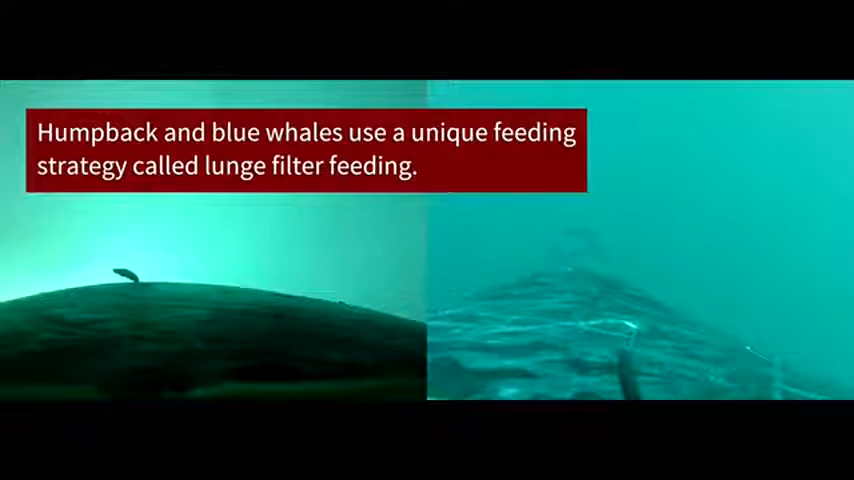 Humpback and blue whales use a unique feeding
strategy called lunge filter feeding.